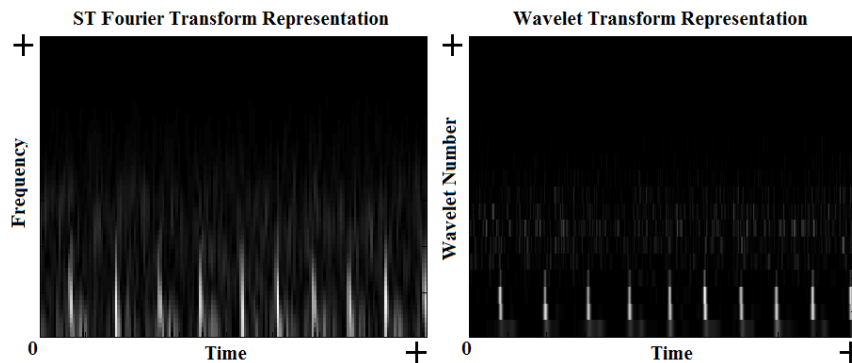 ST Fourier Transform Representation
Frequency
0
Time
Wavelet Transform Representation
Wavelet Number
0
Time